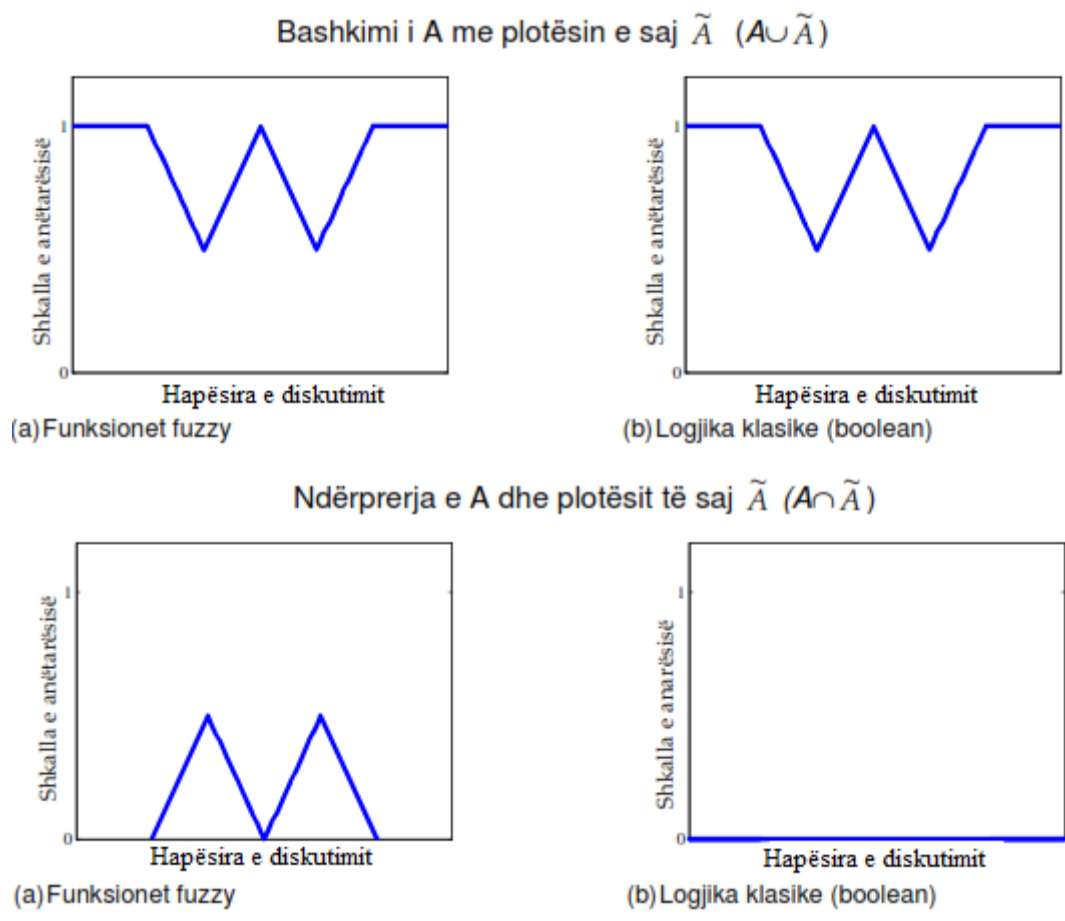 Bashkimi i A me plotësin e saj Ã (A∪Ã)
1
Shkalla e anëtarësisë
0
Hapësira e diskutimit
(a) Funksionet fuzzy
1
Shkalla e anëtarësisë
0
Hapësira e diskutimit
(b) Logjika klasike (boolean)
Ndërprerja e A dhe plotësit të saj Ã (A∩Ã)
1
Shkalla e anëtarësisë
0
Hapësira e diskutimit
(a) Funksionet fuzzy
1
Shkalla e anarësisë
0
Hapësira e diskutimit
(b) Logjika klasike (boolean)